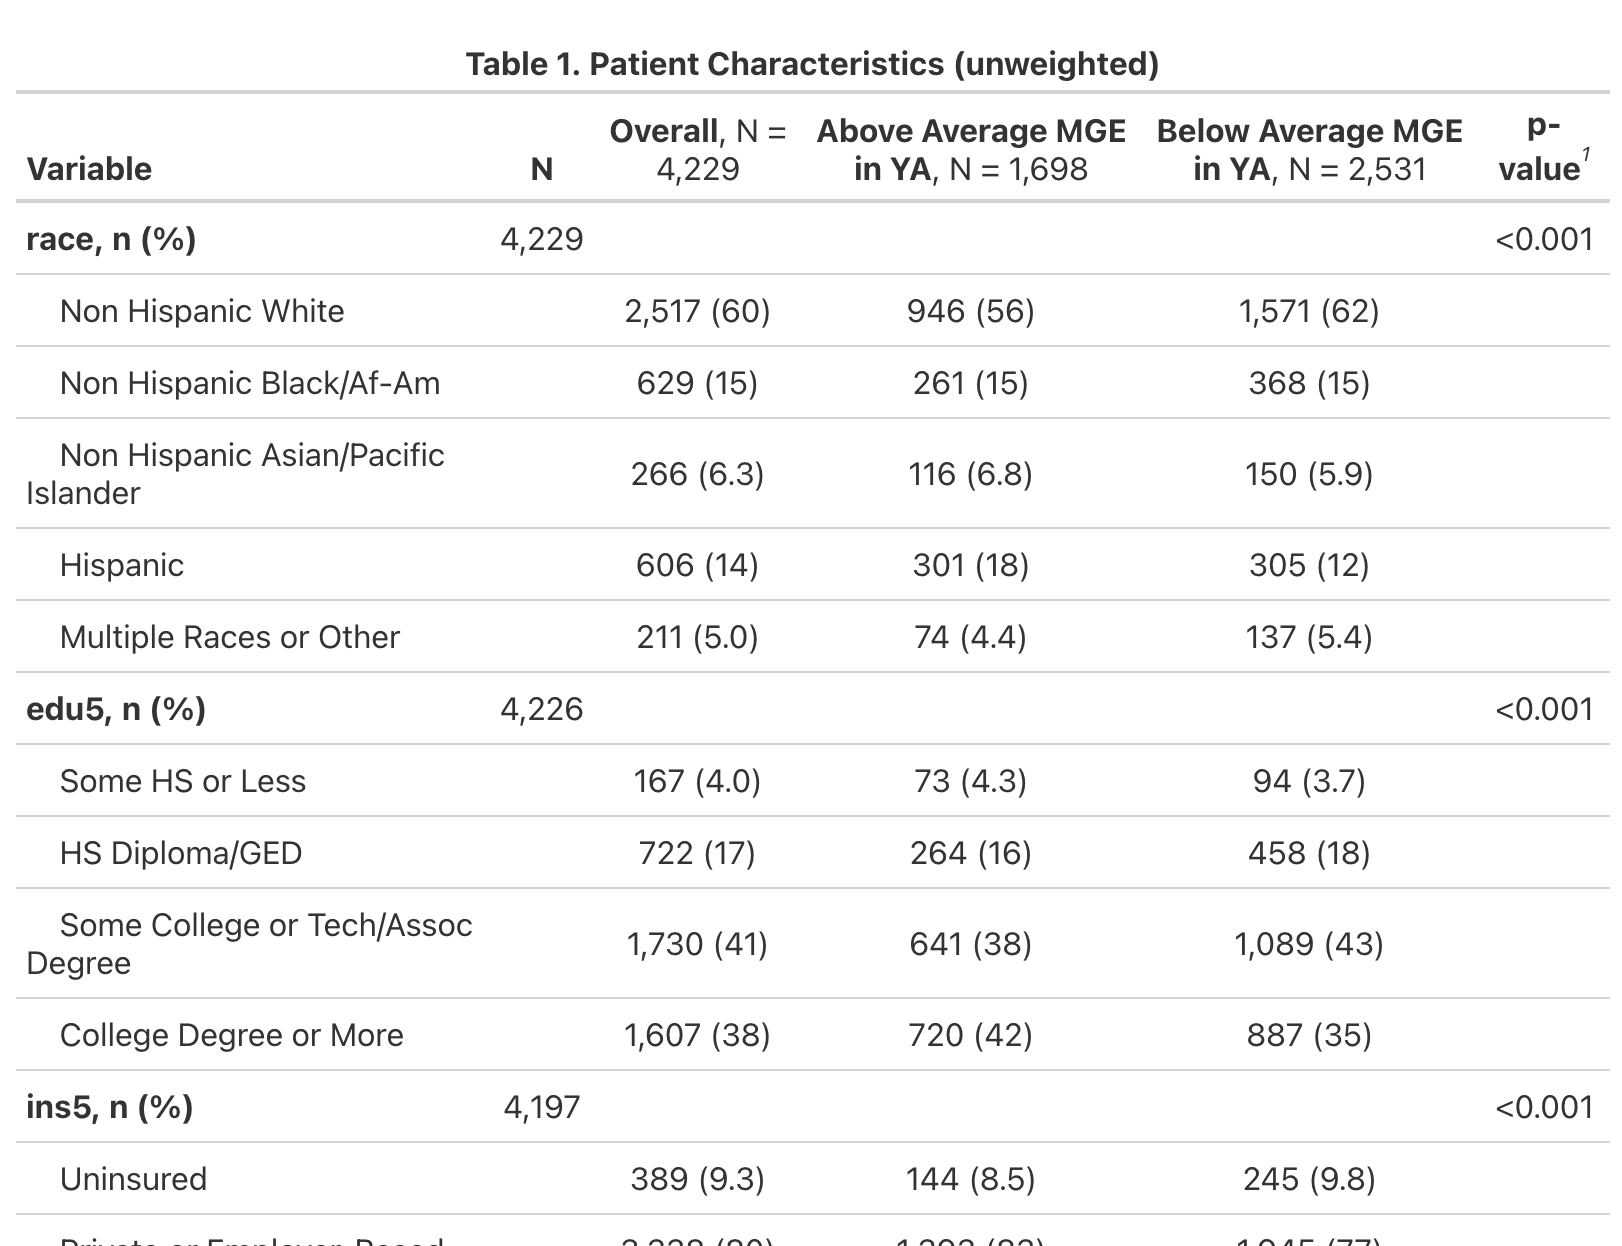 Table 1. Patient Characteristics (unweighted)
Variable N Overall, N = 4,229 Above Average MGE in YA, N = 1,698 Below Average MGE in YA, N = 2,531 p-value1
race, n (%) 4,229 <0.001
Non Hispanic White 2,517 (60) 946 (56) 1,571 (62)
Non Hispanic Black/Af-Am 629 (15) 261 (15) 368 (15)
Non Hispanic Asian/Pacific Islander 266 (6.3) 116 (6.8) 150 (5.9)
Hispanic 606 (14) 301 (18) 305 (12)
Multiple Races or Other 211 (5.0) 74 (4.4) 137 (5.4)
edu5, n (%) 4,226 <0.001
Some HS or Less 167 (4.0) 73 (4.3) 94 (3.7)
HS Diploma/GED 722 (17) 264 (16) 458 (18)
Some College or Tech/Assoc Degree 1,730 (41) 641 (38) 1,089 (43)
College Degree or More 1,607 (38) 720 (42) 887 (35)
ins5, n (%) 4,197 <0.001
Uninsured 389 (9.3) 144 (8.5) 245 (9.8)
Private or Employer-Based